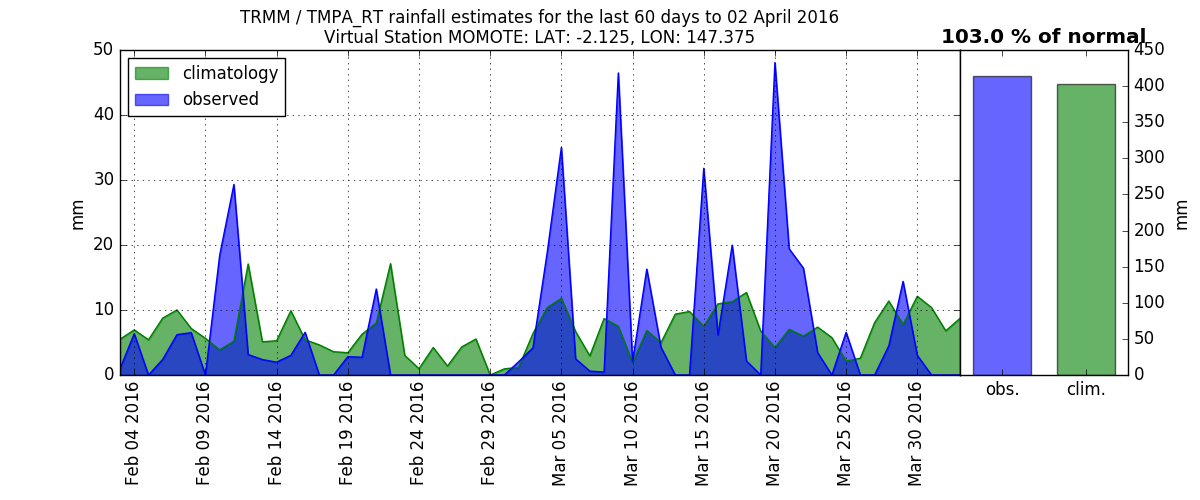 TRMM / TMPA_RT rainfall estimates for the last 60 days to 02 April 2016
Virtual Station MOMOTE: LAT: -2.125, LON: 147.375
103.0 % of normal
climatology
observed
mm
50
40
30
20
10
0
Feb 04 2016
Feb 09 2016
Feb 14 2016
Feb 19 2016
Feb 24 2016
Feb 29 2016
Mar 05 2016
Mar 10 2016
Mar 15 2016
Mar 20 2016
Mar 25 2016
Mar 30 2016
obs.
clim.
450
400
350
300
250
200
150
100
50
0
mm